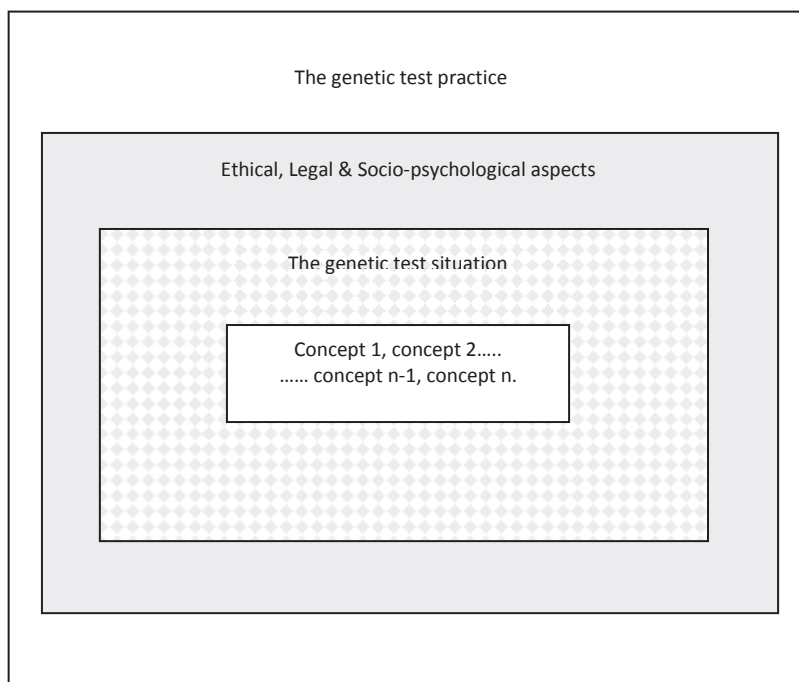 The genetic test practice
Ethical, Legal & Socio-psychological aspects
The genetic test situation
Concept 1, concept 2…..
…… concept n-1, concept n.